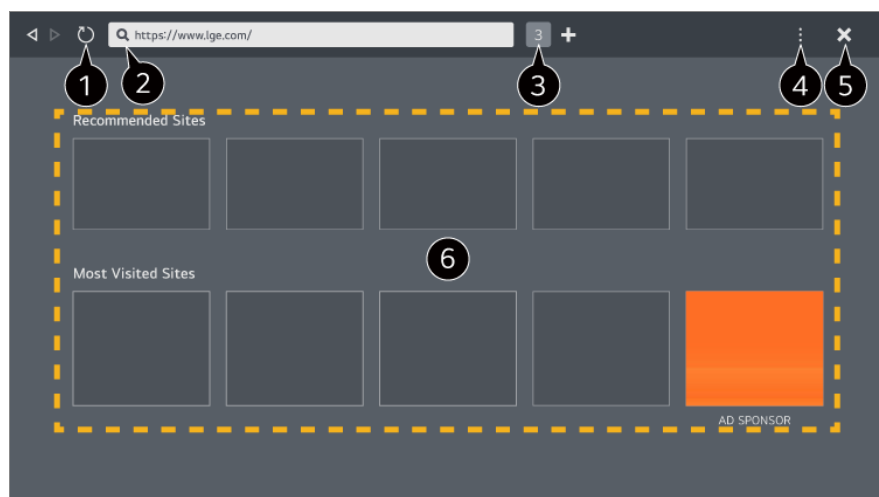 https://www.lge.com/ 3
1 2 3 4 5
Recommended Sites
6
Most Visited Sites
AD SPONSOR